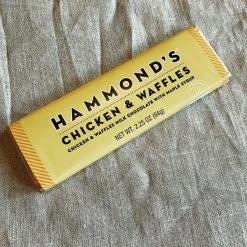 HAMMOND'S
CHICKEN & WAFFLES
CHICKEN & WAFFLES MILK CHOCOLATE WITH MAPLE SYRUP
NET WT. 2.25 OZ (64g)